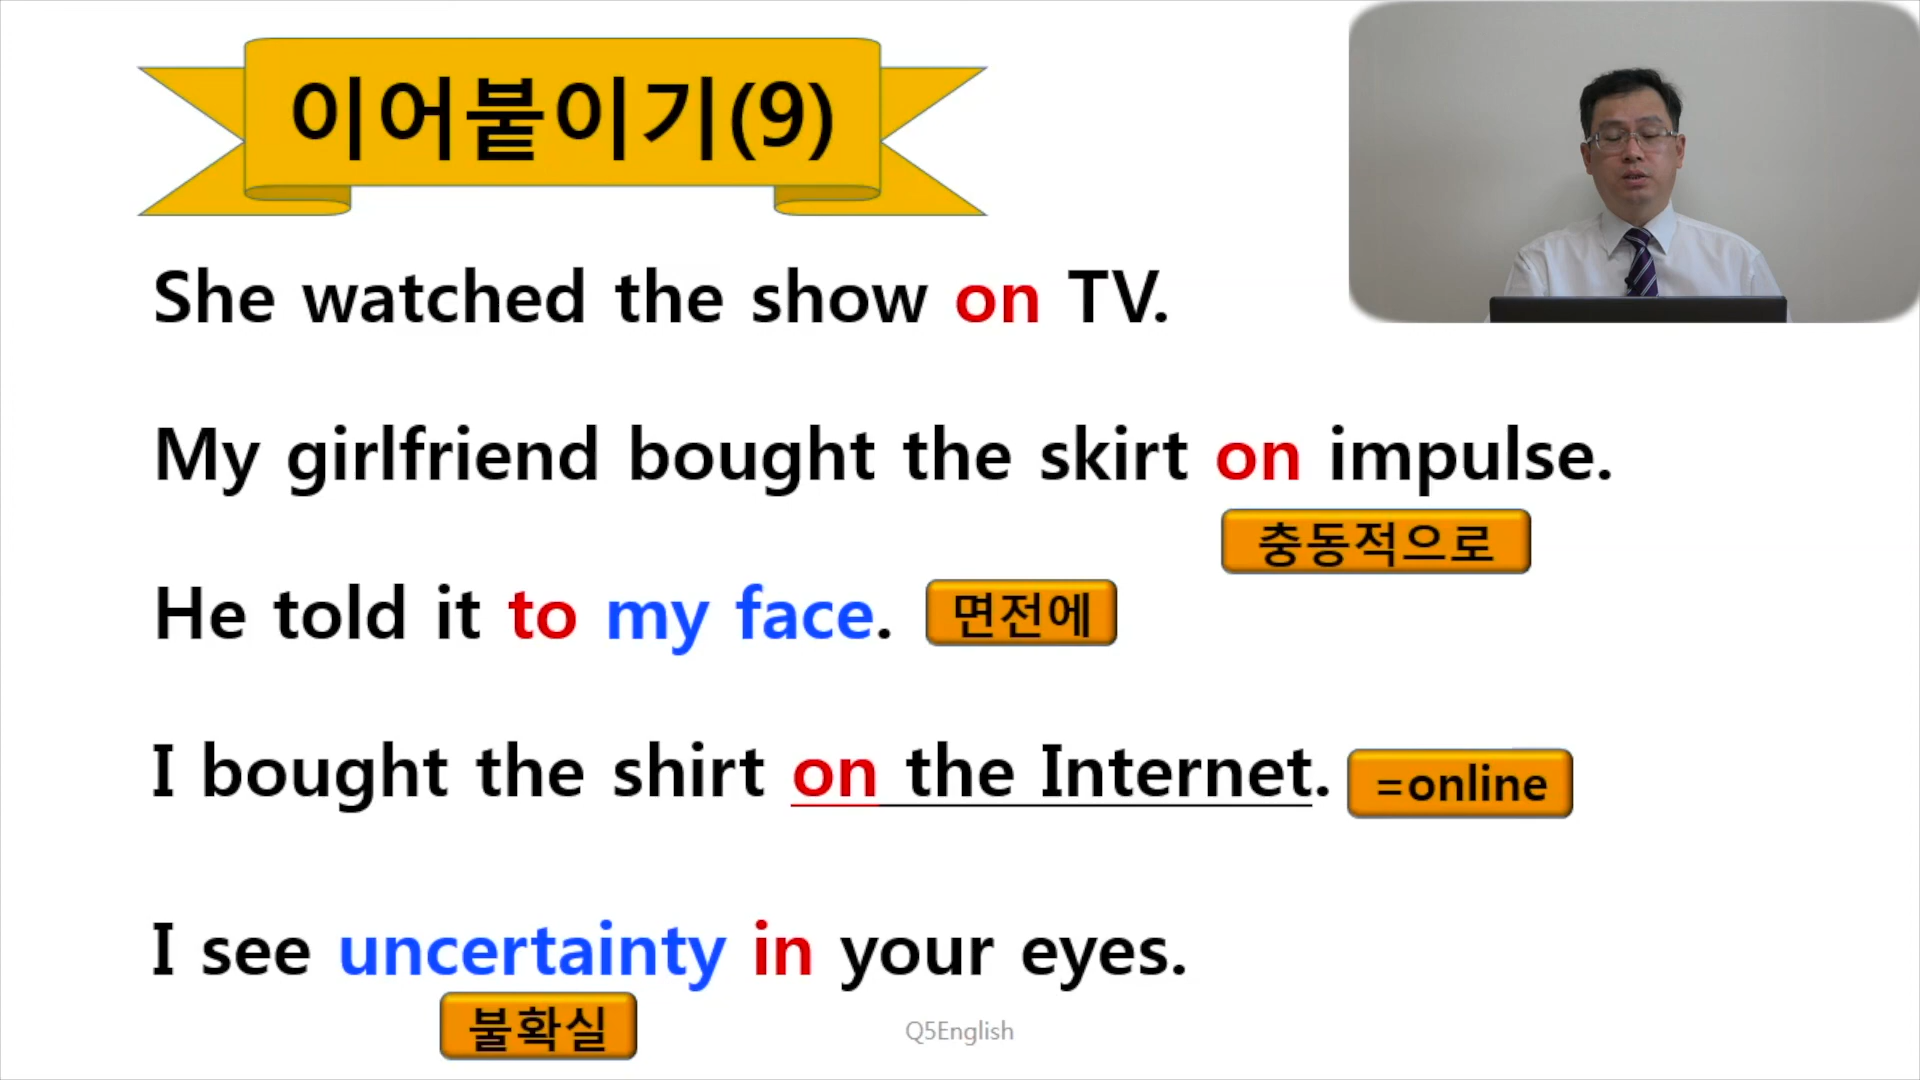 이어붙이기(9)
She watched the show on TV.
My girlfriend bought the skirt on impulse.
충동적으로
He told it to my face. 면전에
I bought the shirt on the Internet. =online
I see uncertainty in your eyes.
불확실
Q5English